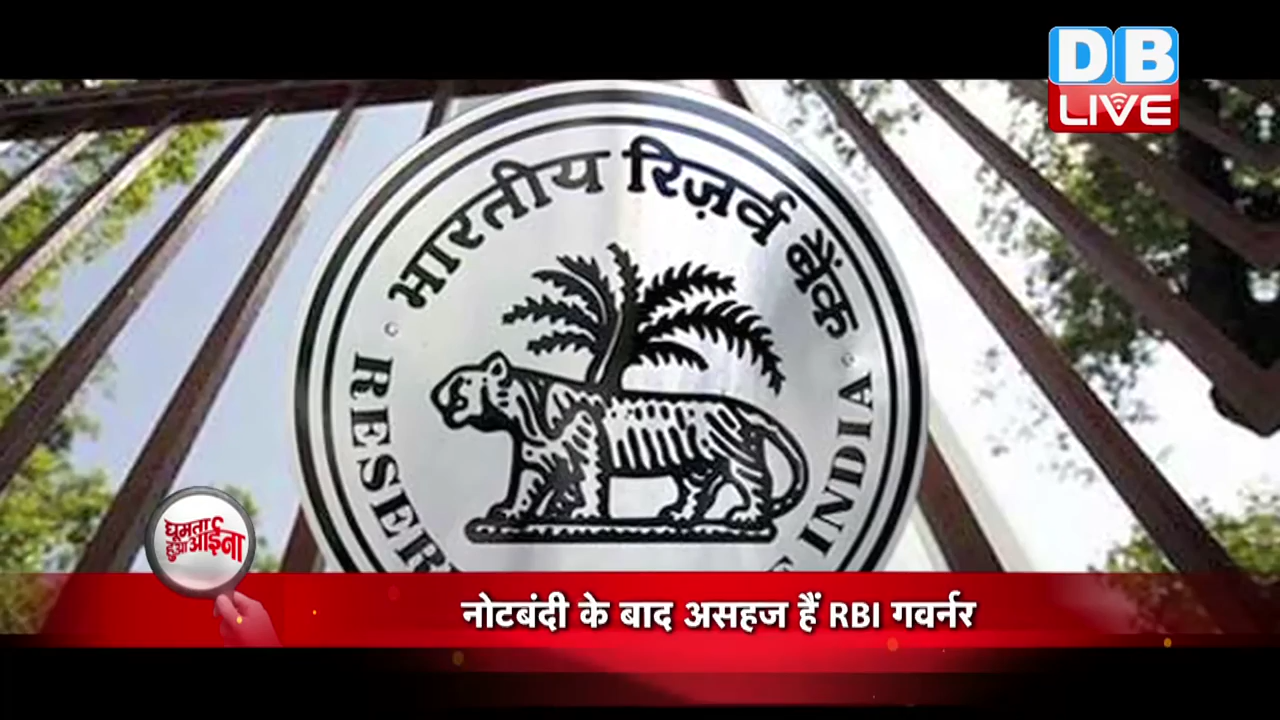 DB
LIVE
भारतीय रिज़र्व बैंक
RESERVE
INDIA
घूमता
हुआ आईना
नोटबंदी के बाद असहज हैं RBI गवर्नर